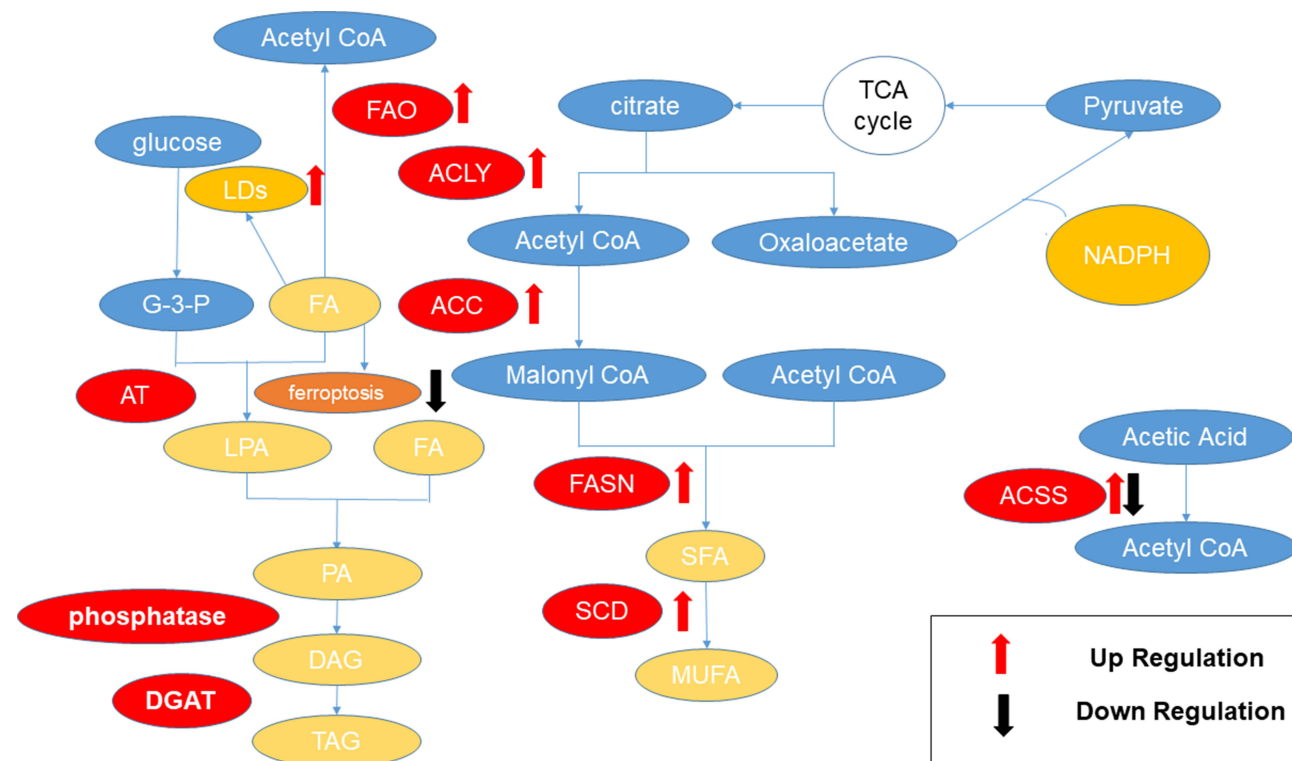 Acetyl CoA
FAO
citrate
TCA
cycle
Pyruvate
glucose
LDs
ACLY
Acetyl CoA
Oxaloacetate
NADPH
G-3-P
FA
ACC
Malonyl CoA
Acetyl CoA
AT
ferroptosis
LPA
FA
Acetic Acid
FASN
ACSS
SFA
Acetyl CoA
PA
phosphatase
SCD
DAG
MUFA
DGAT
TAG
Up Regulation
Down Regulation